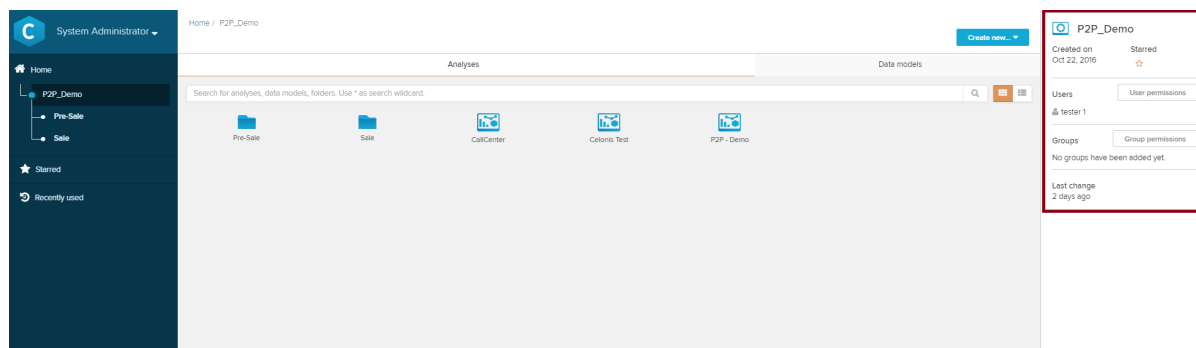 C
System Administrator
Home / P2P_Demo
Create new...
Home
P2P_Demo
Pre-Sale
Sale
Starred
Recently used
Analyses
Data models
Search for analyses, data models, folders. Use * as search wildcard.
Pre-Sale
Sale
CallCenter
Celonis Test
P2P - Demo
P2P_Demo
Created on
Starred
Oct 22, 2016
Users
User permissions
tester 1
Groups
Group permissions
No groups have been added yet.
Last change
2 days ago